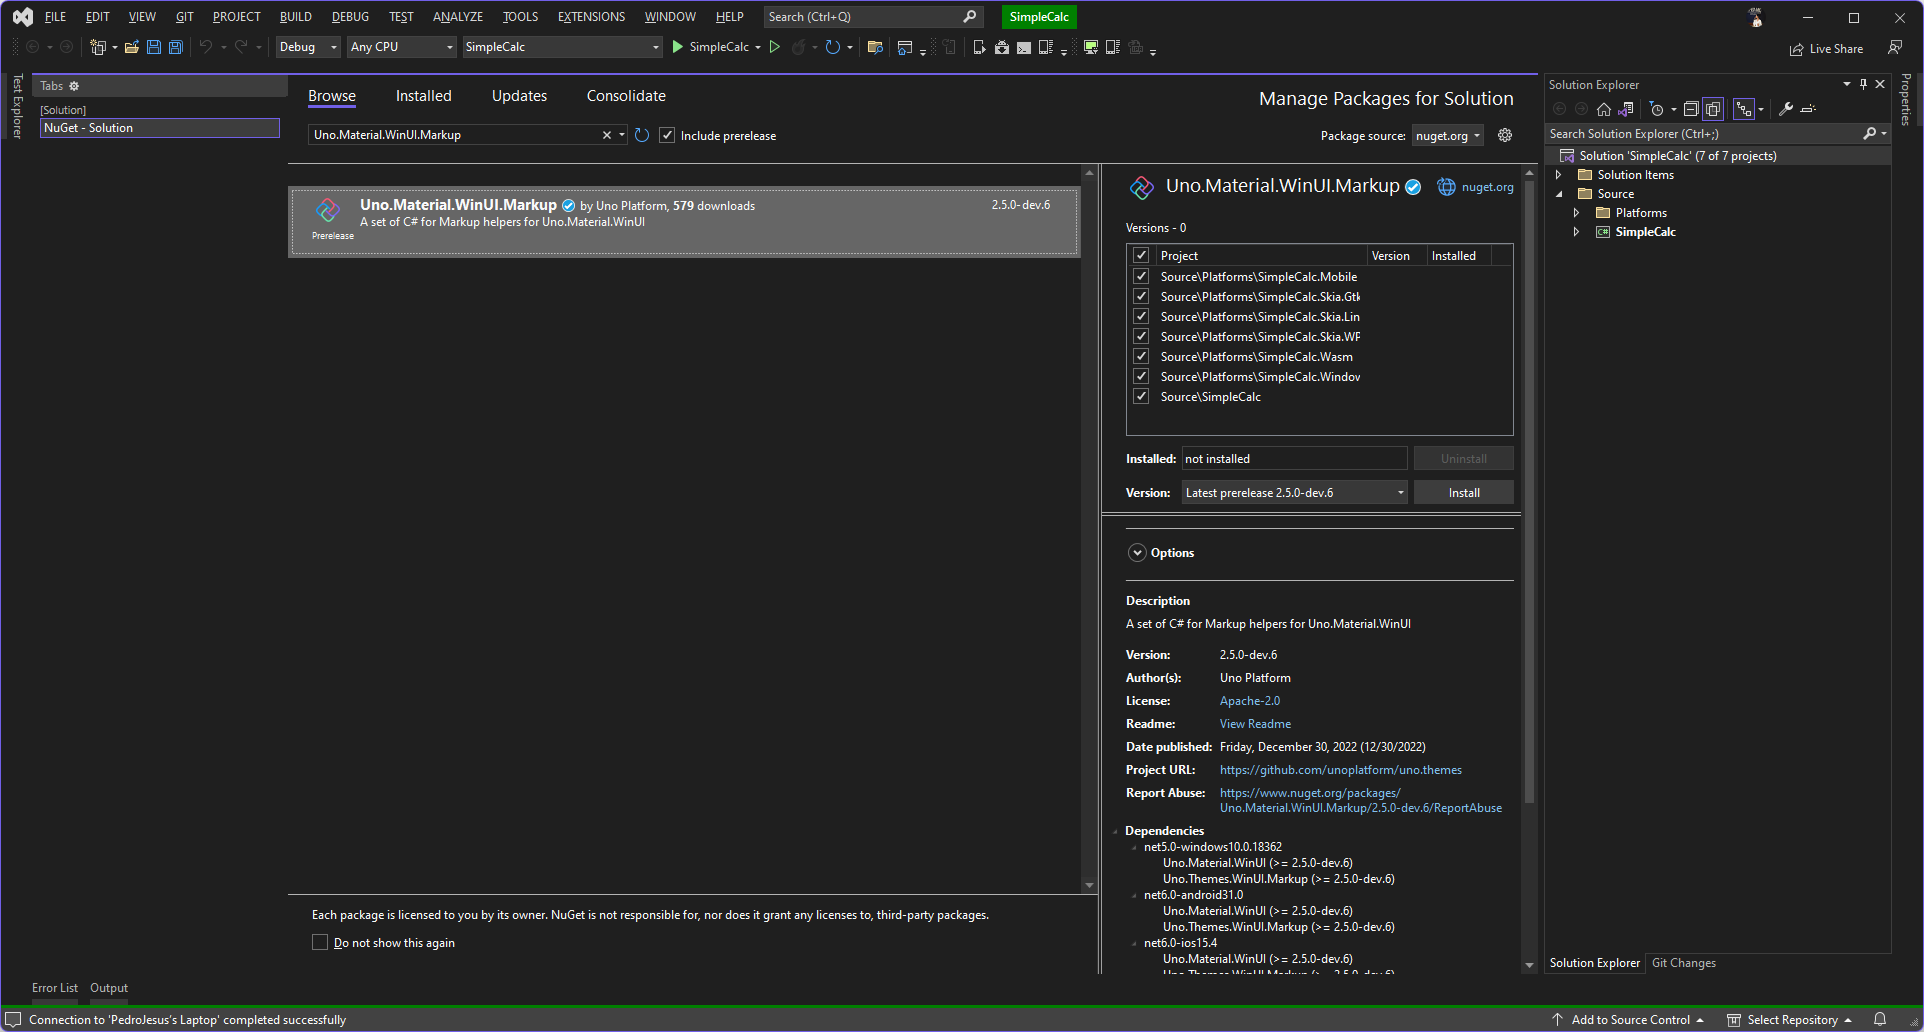 FILE EDIT VIEW GIT PROJECT BUILD DEBUG TEST ANALYZE TOOLS EXTENSIONS WINDOW HELP Search (Ctrl+Q) SimpleCalc
Debug Any CPU SimpleCalc SimpleCalc Live Share
Test Explorer
Tabs
[Solution]
NuGet - Solution
Browse Installed Updates Consolidate
Manage Packages for Solution
Uno.Material.WinUI.Markup Include prerelease
Package source: nuget.org
Uno.Material.WinUI.Markup by Uno Platform, 579 downloads 2.5.0-dev.6
A set of C# for Markup helpers for Uno.Material.WinUI
Prerelease
Each package is licensed to you by its owner. NuGet is not responsible for, nor does it grant any licenses to, third-party packages.
Do not show this again
Uno.Material.WinUI.Markup nuget.org
Versions - 0
Project Version Installed
Source\Platforms\SimpleCalc.Mobile
Source\Platforms\SimpleCalc.Skia.Gtk
Source\Platforms\SimpleCalc.Skia.Lin
Source\Platforms\SimpleCalc.Skia.WP
Source\Platforms\SimpleCalc.Wasm
Source\Platforms\SimpleCalc.Window
Source\SimpleCalc
Installed: not installed Uninstall
Version: Latest prerelease 2.5.0-dev.6 Install
Options
Description
A set of C# for Markup helpers for Uno.Material.WinUI
Version: 2.5.0-dev.6
Author(s): Uno Platform
License: Apache-2.0
Readme: View Readme
Date published: Friday, December 30, 2022 (12/30/2022)
Project URL: https://github.com/unoplatform/uno.themes
Report Abuse: https://www.nuget.org/packages/
Uno.Material.WinUI.Markup/2.5.0-dev.6/ReportAbuse
Dependencies
net5.0-windows10.0.18362
Uno.Material.WinUI (>= 2.5.0-dev.6)
Uno.Themes.WinUI.Markup (>= 2.5.0-dev.6)
net6.0-android31.0
Uno.Material.WinUI (>= 2.5.0-dev.6)
Uno.Themes.WinUI.Markup (>= 2.5.0-dev.6)
net6.0-ios15.4
Uno.Material.WinUI (>= 2.5.0-dev.6)
Uno.Themes.WinUI.Markup (>= 2.5.0-dev.6)
Solution Explorer
Search Solution Explorer (Ctrl+;)
Solution 'SimpleCalc' (7 of 7 projects)
Solution Items
Source
Platforms
C# SimpleCalc
Solution Explorer Git Changes
Properties
Error List Output
Connection to 'PedroJesus's Laptop' completed successfully
Add to Source Control Select Repository